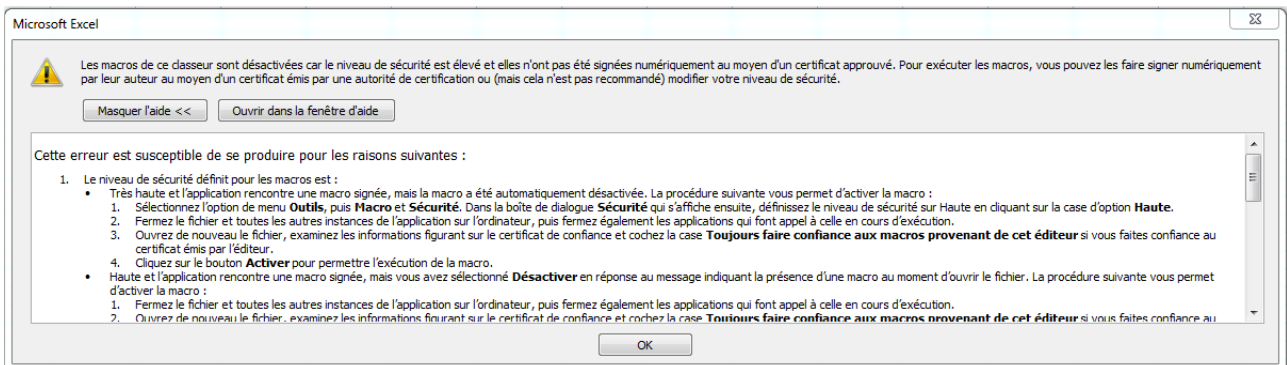 Microsoft Excel
Les macros de ce classeur sont désactivées car le niveau de sécurité est élevé et elles n'ont pas été signées numériquement au moyen d'un certificat approuvé. Pour exécuter les macros, vous pouvez les faire signer numériquement
par leur auteur au moyen d'un certificat émis par une autorité de certification ou (mais cela n'est pas recommandé) modifier votre niveau de sécurité.
Masquer l'aide << Ouvrir dans la fenêtre d'aide
Cette erreur est susceptible de se produire pour les raisons suivantes :
1. Le niveau de sécurité définit pour les macros est :
• Très haute et l'application rencontre une macro signée, mais la macro a été automatiquement désactivée. La procédure suivante vous permet d'activer la macro :
1. Sélectionnez l'option de menu Outils, puis Macro et Sécurité. Dans la boîte de dialogue Sécurité qui s'affiche ensuite, définissez le niveau de sécurité sur Haute en cliquant sur la case d'option Haute.
2. Fermez le fichier et toutes les autres instances de l'application sur l'ordinateur, puis fermez également les applications qui font appel à celle en cours d'exécution.
3. Ouvrez de nouveau le fichier, examinez les informations figurant sur le certificat de confiance et cochez la case Toujours faire confiance aux macros provenant de cet éditeur si vous faites confiance au
certificat émis par l'éditeur.
4. Cliquez sur le bouton Activer pour permettre l'exécution de la macro.
• Haute et l'application rencontre une macro signée, mais vous avez sélectionné Désactiver en réponse au message indiquant la présence d'une macro au moment d'ouvrir le fichier. La procédure suivante vous permet
d'activer la macro :
1. Fermez le fichier et toutes les autres instances de l'application sur l'ordinateur, puis fermez également les applications qui font appel à celle en cours d'exécution.
2. Ouvrez de nouveau le fichier, examinez les informations figurant sur le certificat de confiance et cochez la case Toujours faire confiance aux macros provenant de cet éditeur si vous faites confiance au
OK